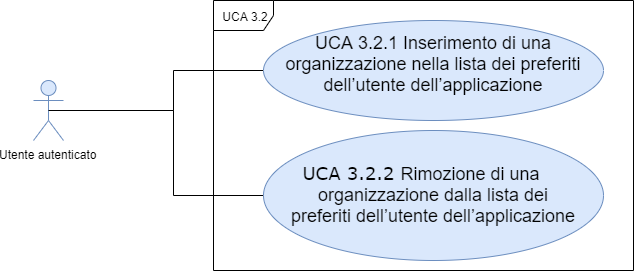 UCA 3.2
UCA 3.2.1 Inserimento di una
organizzazione nella lista dei preferiti
dell'utente dell'applicazione
Utente autenticato
UCA 3.2.2 Rimozione di una
organizzazione dalla lista dei
preferiti dell'utente dell'applicazione